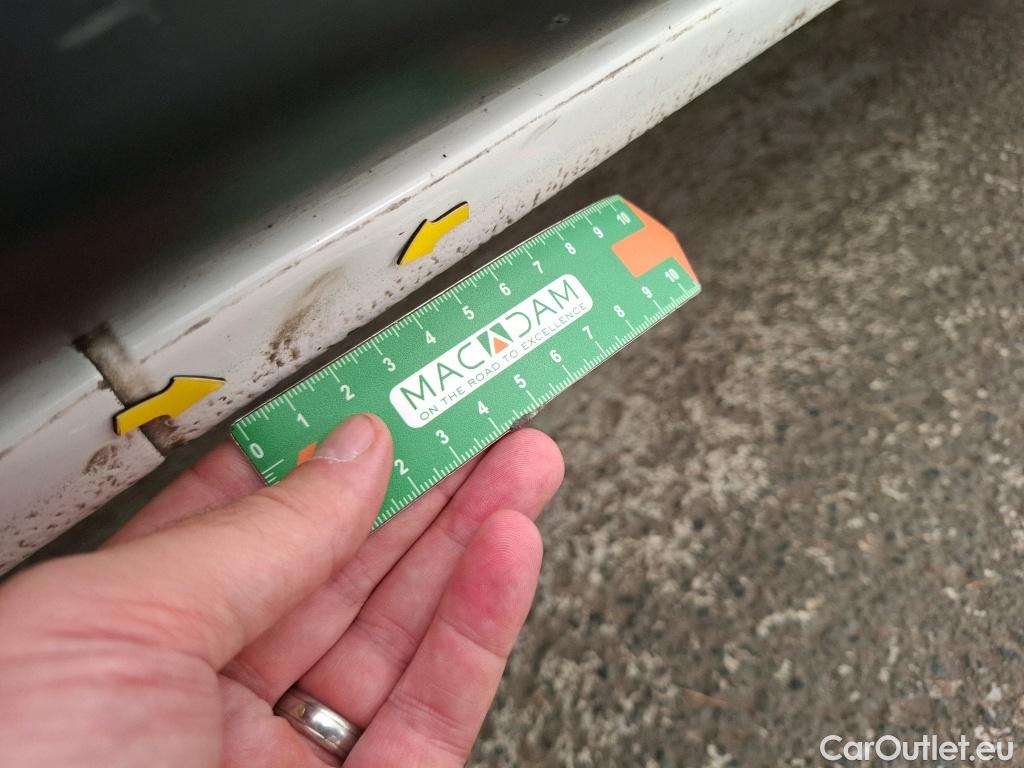 0 1 2 3 4 5 6 7 8 9 10
MACADAM
ON THE ROAD TO EXCELLENCE
2 3 4 5 6 7 8 9 10
CarOutlet.eu